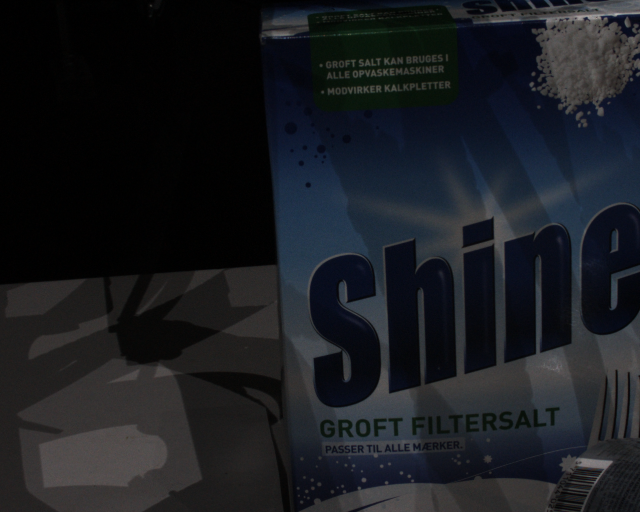 • GROFT SALT KAN BRUGES I
ALLE OPVASKEMASKINER
• MODVIRKER KALKPLETTER
Shine
GROFT FILTERSALT
PASSER TIL ALLE MÆRKER.